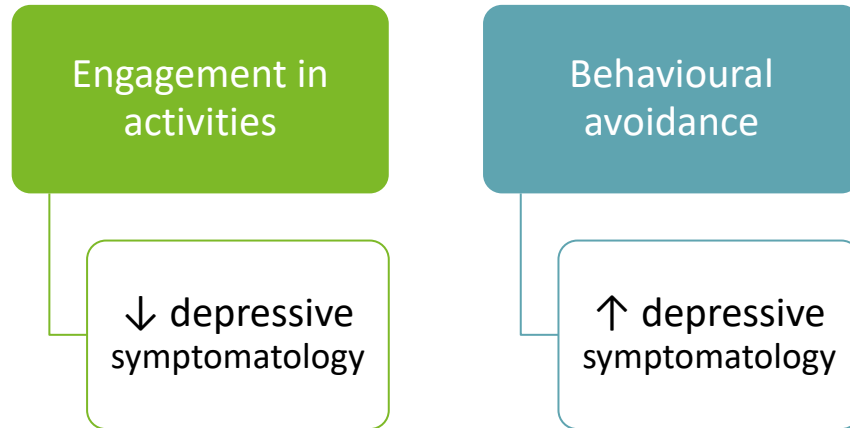 Engagement in
activities
↓ depressive
symptomatology
Behavioural
avoidance
↑ depressive
symptomatology